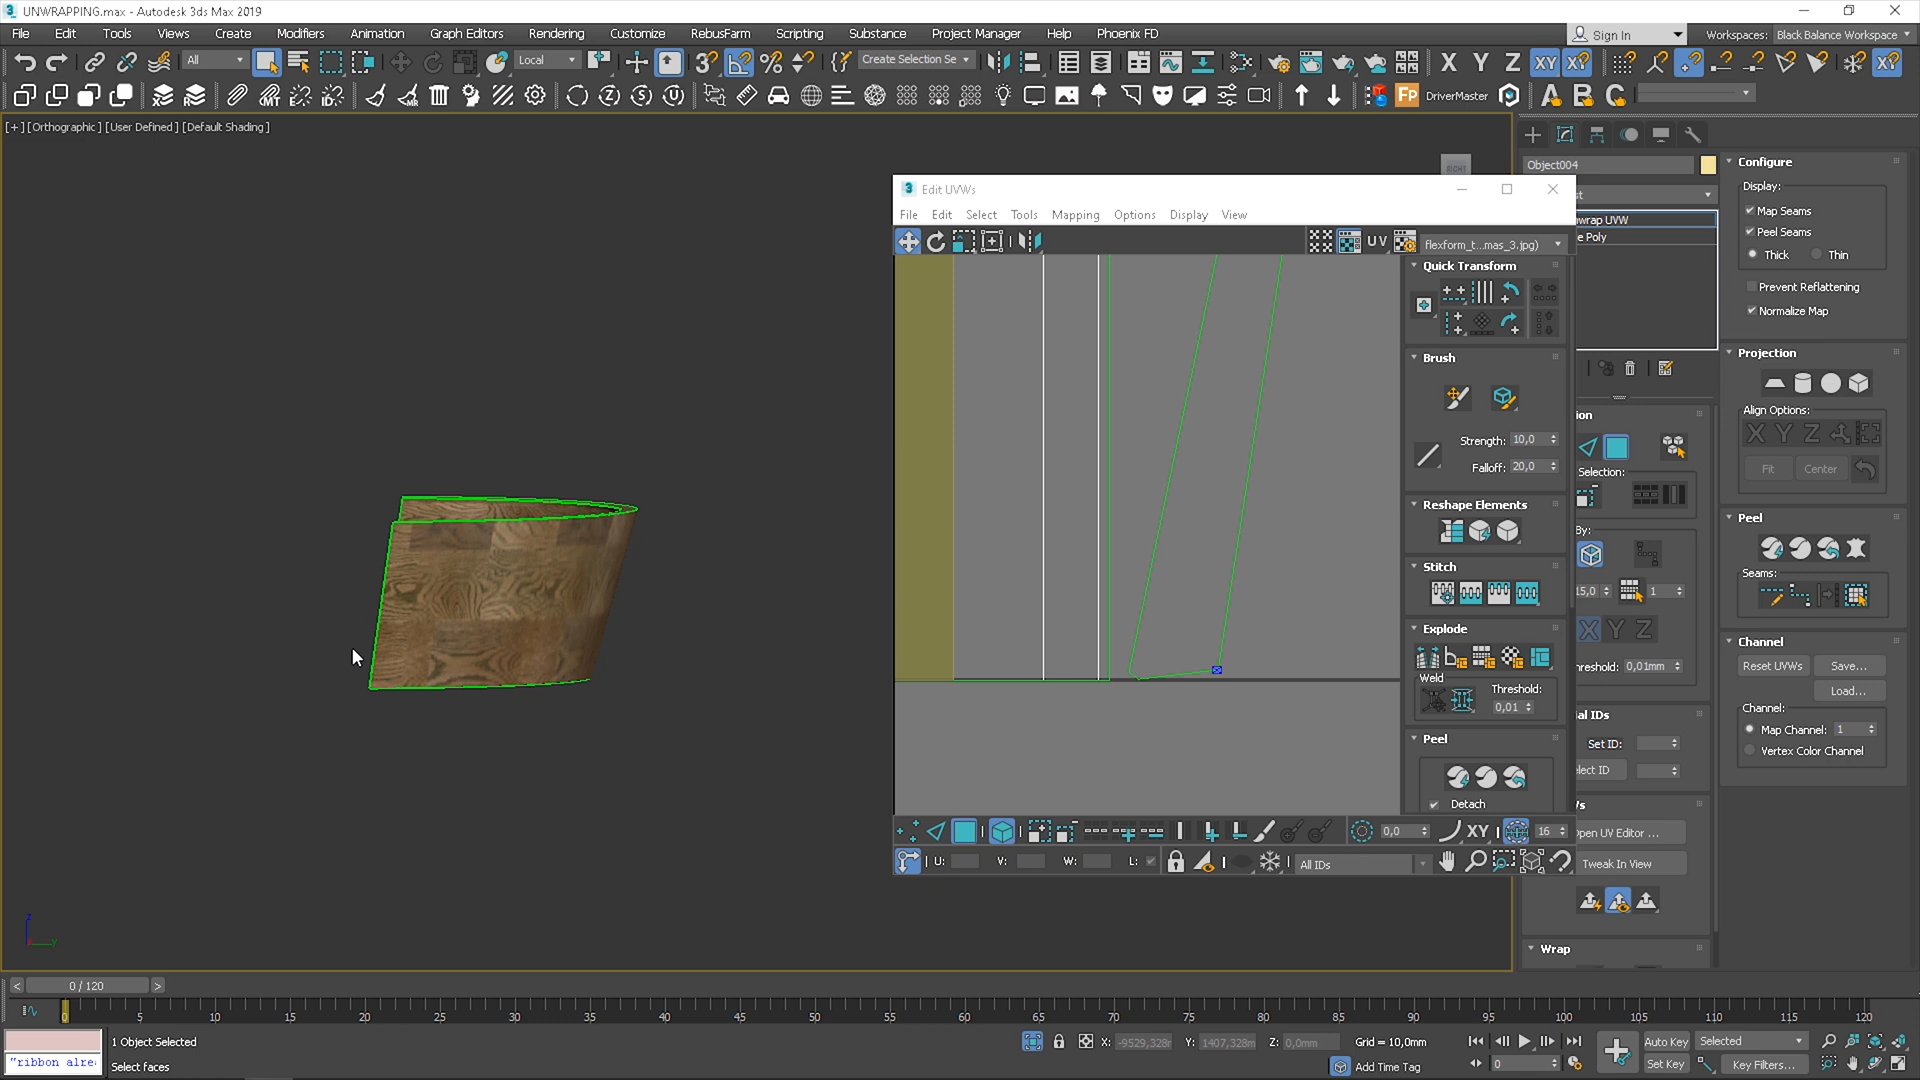 UNWRAPPING.max - Autodesk 3ds Max 2019
File Edit Tools Views Create Modifiers Animation Graph Editors Rendering Customize RebusFarm Scripting Substance Project Manager Help Phoenix FD
Sign In
Workspaces: Black Balance Workspace
All
Local
Create Selection Se
X Y Z XY
DriverMaster
[+] [Orthographic] [User Defined] [Default Shading]
RIGHT
Object004
wrap UVW
e Poly
Configure
Display:
Map Seams
Peel Seams
Thick Thin
Prevent Reflattening
Normalize Map
Projection
Align Options:
X Y Z
Fit Center
Peel
Seams:
Channel
Reset UVWs Save...
Load...
Channel:
Map Channel: 1
Vertex Color Channel
ion
Selection:
By:
15,0 1
X Y Z
reshold: 0,01mm
ial IDs
Set ID:
elect ID
pen UV Editor ...
Tweak In View
Wrap
Edit UVWs
File Edit Select Tools Mapping Options Display View
UV flexform_t...mas_3.jpg)
Quick Transform
Brush
Strength: 10,0
Falloff: 20,0
Reshape Elements
Stitch
Explode
Weld
Threshold:
0,01
Peel
Detach
0,0 XY 16
U: V: W: L: All IDs
z
y
< 0 / 120 >
0 5 10 15 20 25 30 35 40 45 50 55 60 65 70 75 80 85 90 95 100 105 110 115 120
1 Object Selected
"ribbon alre
Select faces
X: -9529,328r Y: 1407,328m Z: 0,0mm Grid = 10,0mm
Add Time Tag
0
Auto Key Selected
Set Key Key Filters...